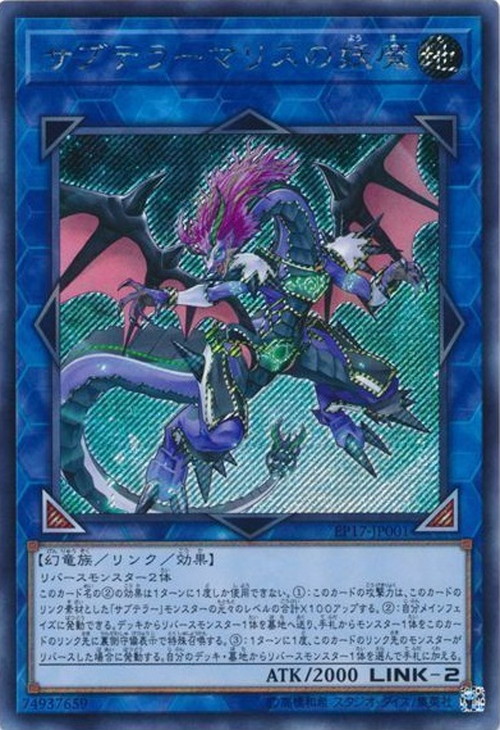 サブテラーマリスの妖魔
地
EP17-JP001
【幻竜族／リンク／効果】
リバースモンスター２体
このカード名の②の効果は１ターンに１度しか使用できない。①：このカードの攻撃力は、このカードの
リンク素材とした「サブテラー」モンスターの元々のレベルの合計×１００アップする。②：自分メインフェ
イズに発動できる。デッキからリバースモンスター１体を墓地へ送り、手札からモンスター１体をこのカー
ドのリンク先に裏側守備表示で特殊召喚する。③：１ターンに１度、このカードのリンク先のモンスターが
リバースした場合に発動する。自分のデッキ・墓地からリバースモンスター１体を選んで手札に加える。
ATK/2000 LINK-2
74937659
©高橋和希 スタジオ・ダイス/集英社